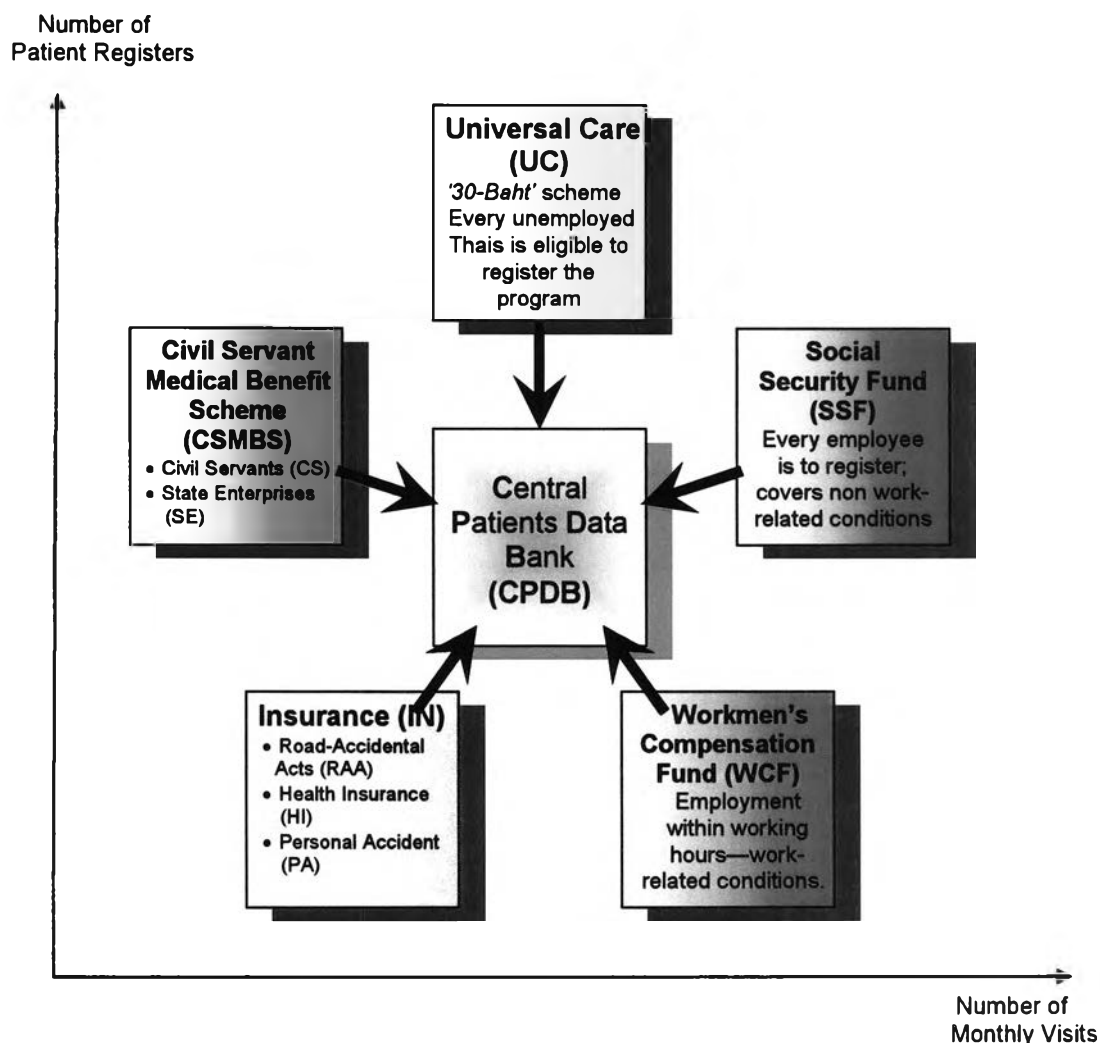 Number of
Patient Registers
Universal Care
(UC)
'30-Baht' scheme
Every unemployed
Thais is eligible to
register the
program
Civil Servant
Medical Benefit
Scheme
(CSMBS)
• Civil Servants (CS)
• State Enterprises
(SE)
Social
Security Fund
(SSF)
Every employee
is to register;
covers non work-
related conditions
Central
Patients Data
Bank
(CPDB)
Insurance (IN)
• Road-Accidental
Acts (RAA)
• Health Insurance
(HI)
• Personal Accident
(PA)
Workmen's
Compensation
Fund (WCF)
Employment
within working
hours—work-
related conditions.
Number of
Monthly Visits